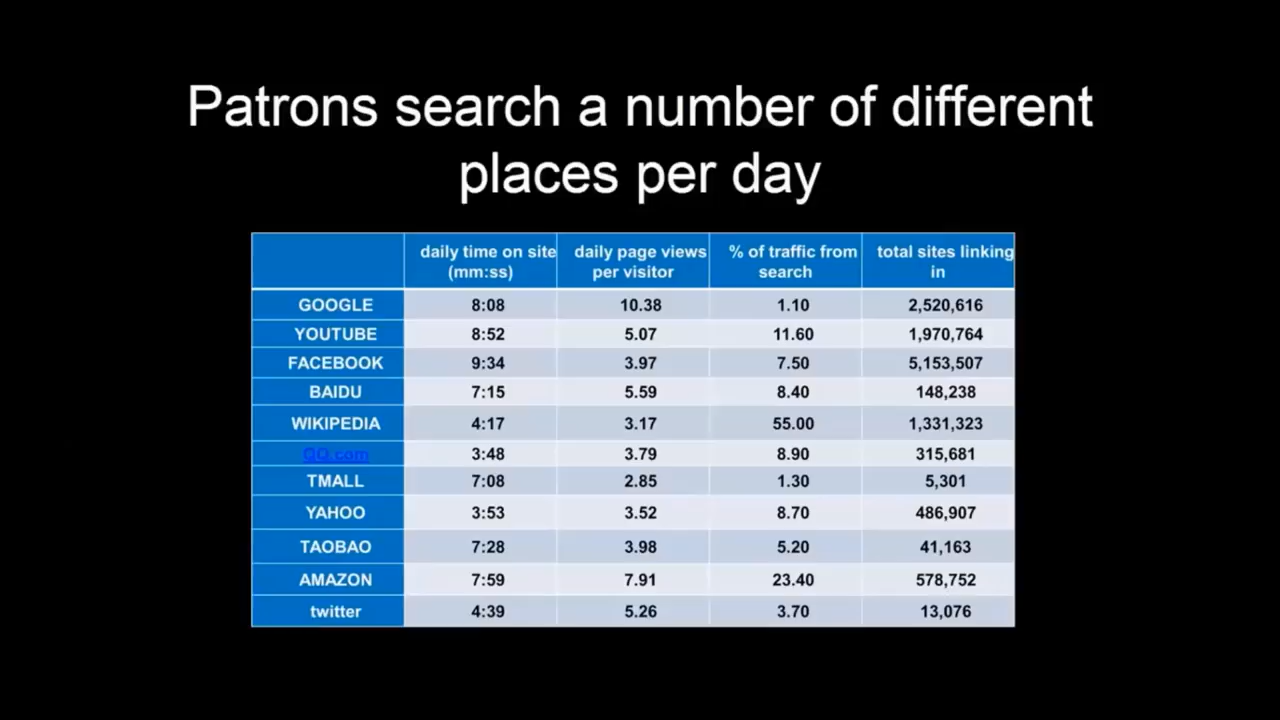 Patrons search a number of different
places per day
daily time on site daily page views % of traffic from total sites linking
(mm:ss) per visitor search in
GOOGLE 8:08 10.38 1.10 2,520,616
YOUTUBE 8:52 5.07 11.60 1,970,764
FACEBOOK 9:34 3.97 7.50 5,153,507
BAIDU 7:15 5.59 8.40 148,238
WIKIPEDIA 4:17 3.17 55.00 1,331,323
QQ.com 3:48 3.79 8.90 315,681
TMALL 7:08 2.85 1.30 5,301
YAHOO 3:53 3.52 8.70 486,907
TAOBAO 7:28 3.98 5.20 41,163
AMAZON 7:59 7.91 23.40 578,752
twitter 4:39 5.26 3.70 13,076